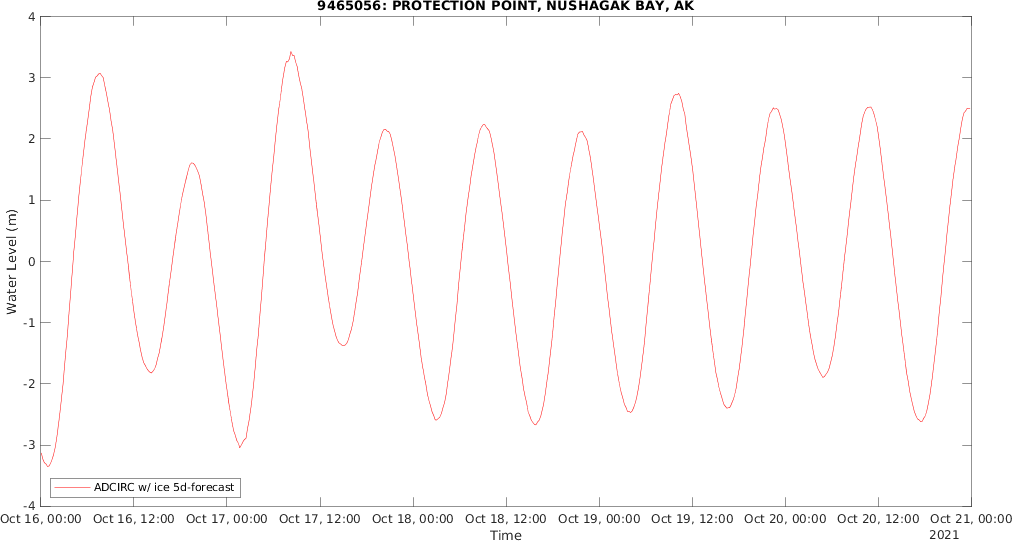 9465056: PROTECTION POINT, NUSHAGAK BAY, AK
4
3
2
1
0
-1
-2
-3
-4
Water Level (m)
ADCIRC w/ ice 5d-forecast
Oct 16, 00:00 Oct 16, 12:00 Oct 17, 00:00 Oct 17, 12:00 Oct 18, 00:00 Oct 18, 12:00 Oct 19, 00:00 Oct 19, 12:00 Oct 20, 00:00 Oct 20, 12:00 Oct 21, 00:00
Time
2021